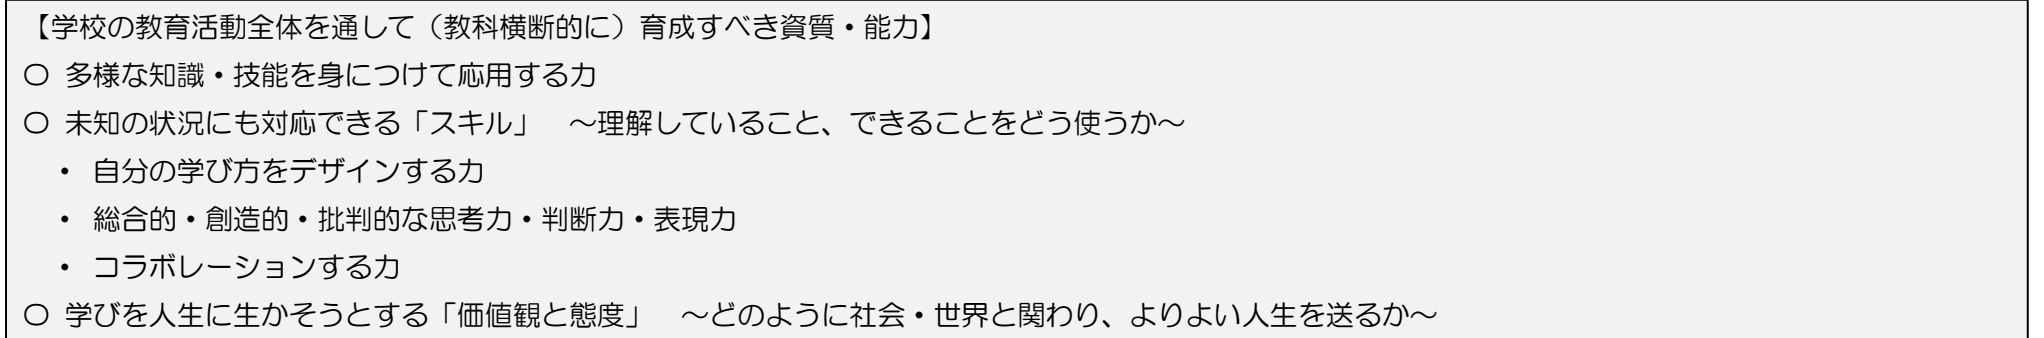 【学校の教育活動全体を通して（教科横断的に）育成すべき資質・能力】
〇 多様な知識・技能を身につけて応用する力
〇 未知の状況にも対応できる「スキル」　～理解していること、できることをどう使うか～
・ 自分の学び方をデザインする力
・ 総合的・創造的・批判的な思考力・判断力・表現力
・ コラボレーションする力
〇 学びを人生に生かそうとする「価値観と態度」　～どのように社会・世界と関わり、よりよい人生を送るか～